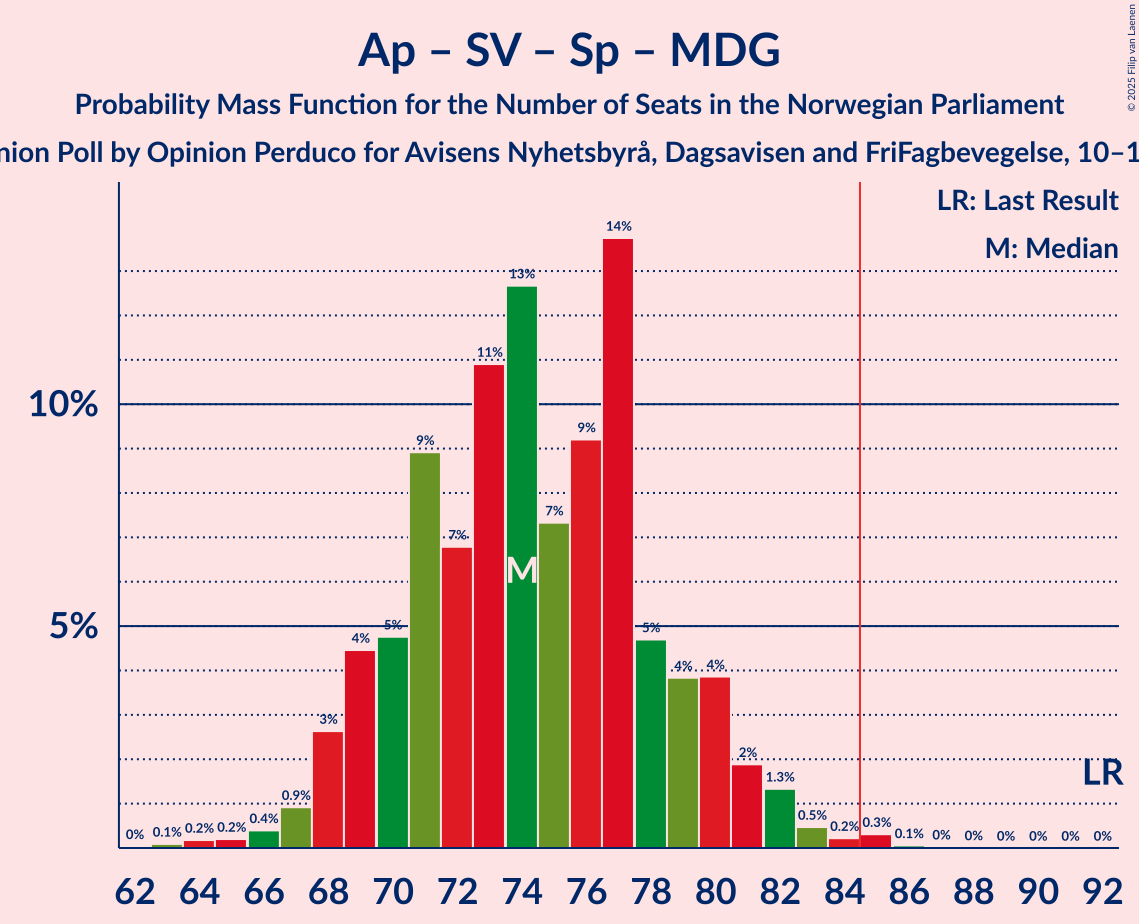 Ap – SV – Sp – MDG
Probability Mass Function for the Number of Seats in the Norwegian Parliament
nion Poll by Opinion Perduco for Avisens Nyhetsbyrå, Dagsavisen and FriFagbevegelse, 10–1
© 2025 Filip van Laenen
LR: Last Result
M: Median
10%
5%
0% 0.1% 0.2% 0.2% 0.4% 0.9% 3% 4% 5% 9% 7% 11% 13% 7% 9% 14% 5% 4% 4% 2% 1.3% 0.5% 0.2% 0.3% 0.1% 0% 0% 0% 0% 0% 0%
M
LR
62 64 66 68 70 72 74 76 78 80 82 84 86 88 90 92